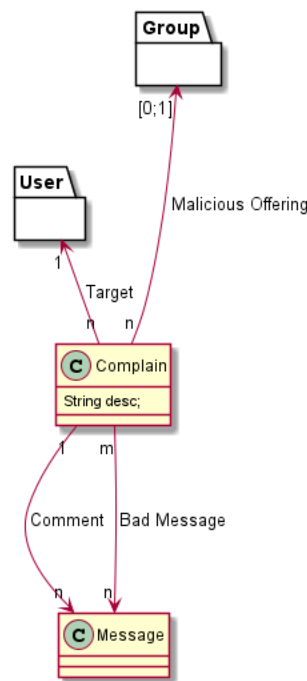 Group
[0;1]
Malicious Offering
User
1
Target
n n
C Complain
String desc;
1 m
Comment Bad Message
n n
C Message